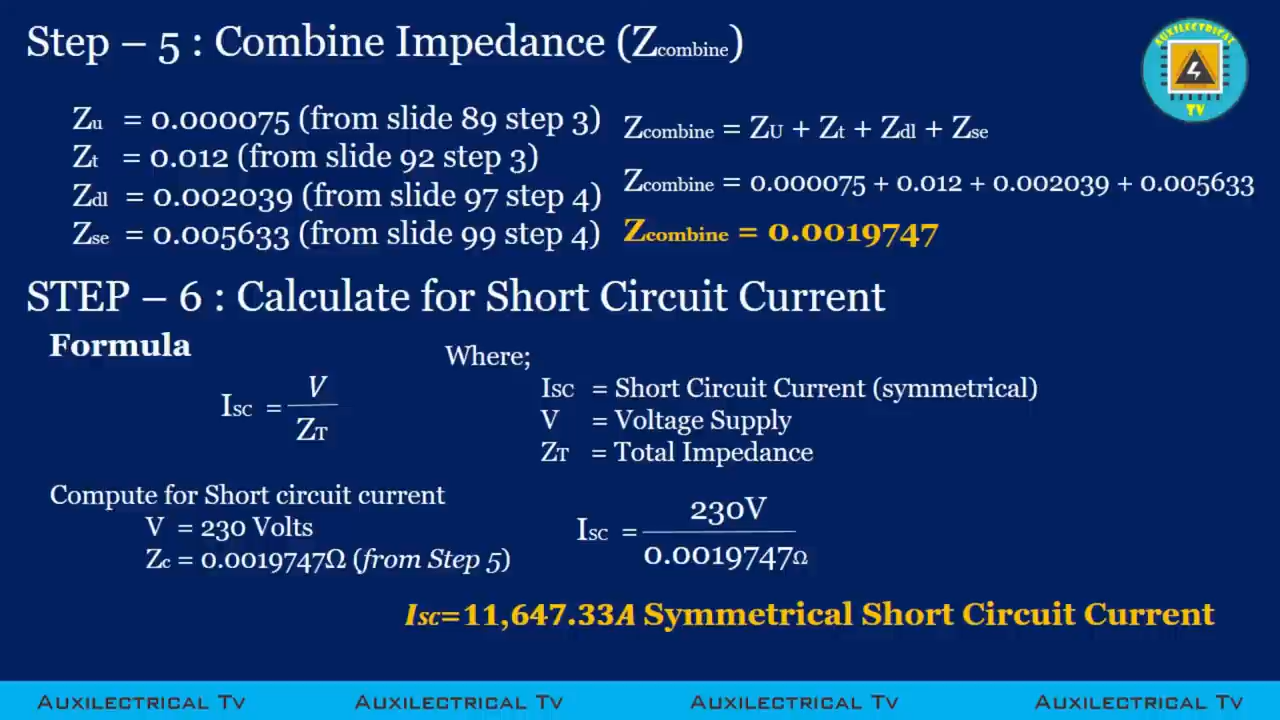 Step – 5 : Combine Impedance (Zcombine)
AUXILECTRICAL
TV
Zu = 0.000075 (from slide 89 step 3)
Zt = 0.012 (from slide 92 step 3)
Zdl = 0.002039 (from slide 97 step 4)
Zse = 0.005633 (from slide 99 step 4)
Zcombine = ZU + Zt + Zdl + Zse
Zcombine = 0.000075 + 0.012 + 0.002039 + 0.005633
Zcombine = 0.0019747
STEP – 6 : Calculate for Short Circuit Current
Formula
ISC = V
ZT
Where;
ISC = Short Circuit Current (symmetrical)
V = Voltage Supply
ZT = Total Impedance
Compute for Short circuit current
V = 230 Volts
Zc = 0.0019747Ω (from Step 5)
ISC = 230V
0.0019747Ω
Isc=11,647.33A Symmetrical Short Circuit Current
Auxilectrical Tv Auxilectrical Tv Auxilectrical Tv Auxilectrical Tv